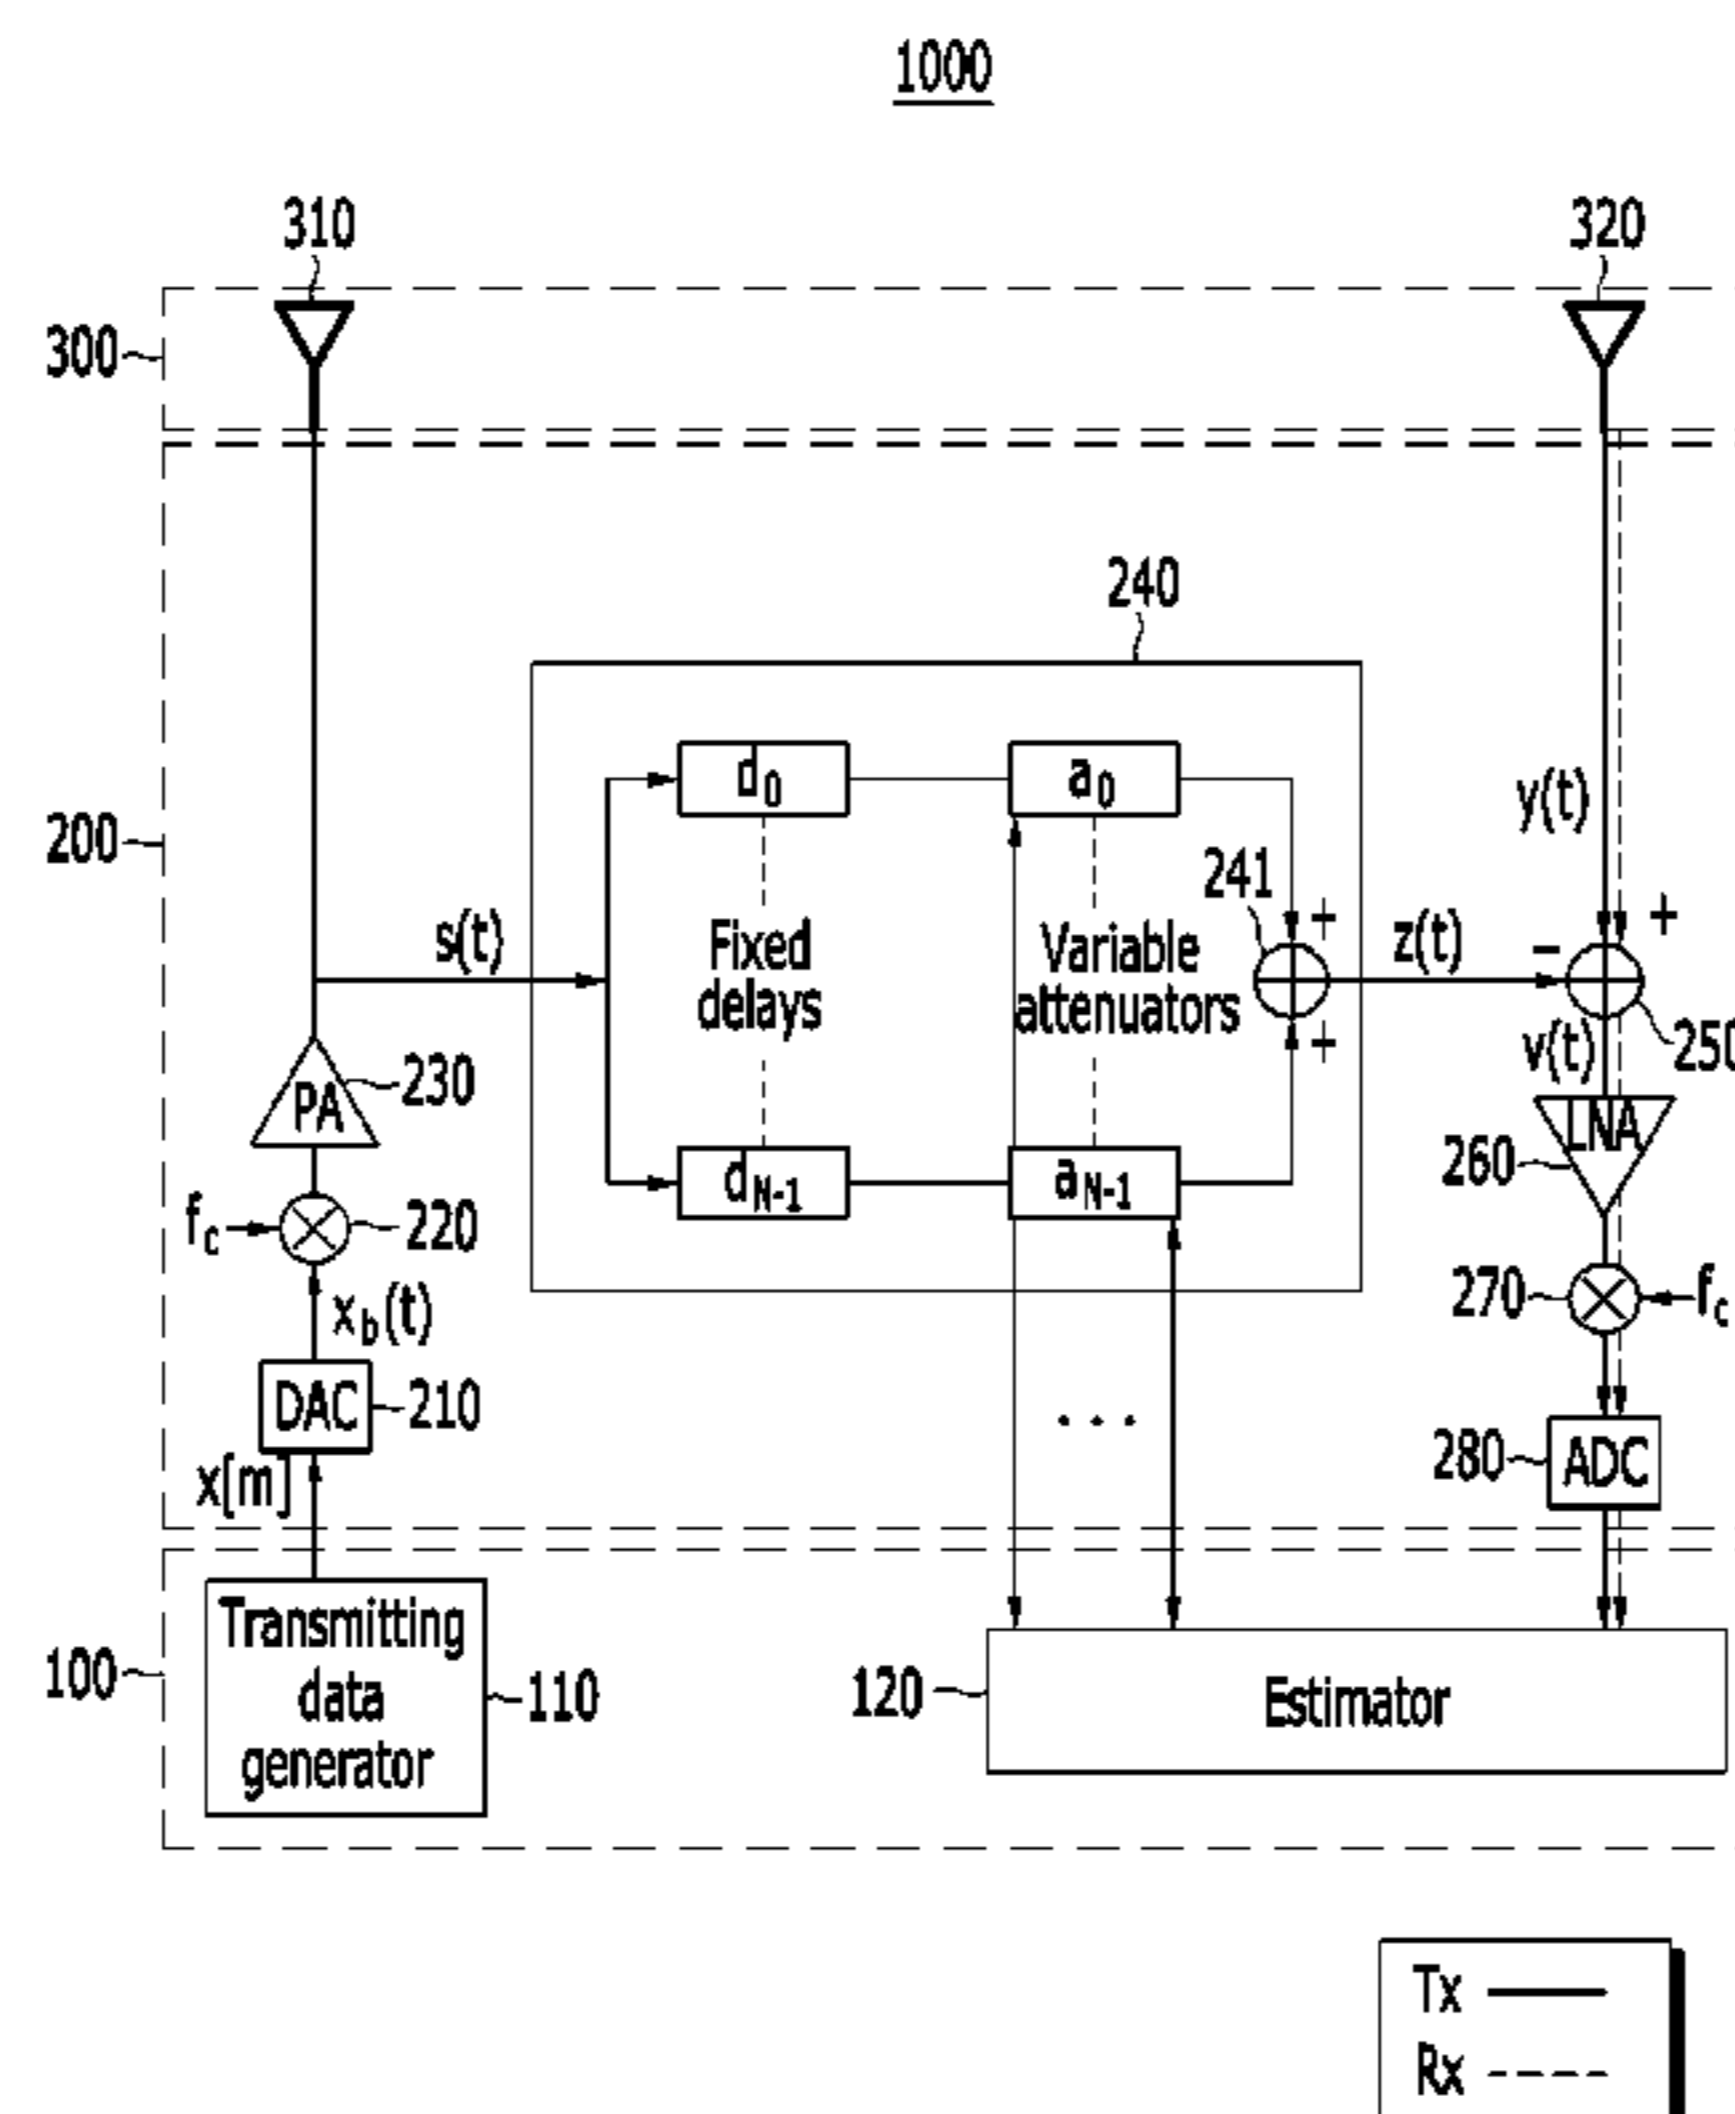 1000
310
320
300
240
200
d0
a0
y(t)
241
+
+
s(t)
Fixed
delays
Variable
attenuators
z(t)
−
+
v(t)
250
PA
230
LNA
260
dN-1
aN-1
fc
220
270
fc
xb(t)
DAC
210
. . .
280
ADC
x[m]
100
Transmitting
data
generator
110
120
Estimator
Tx
Rx